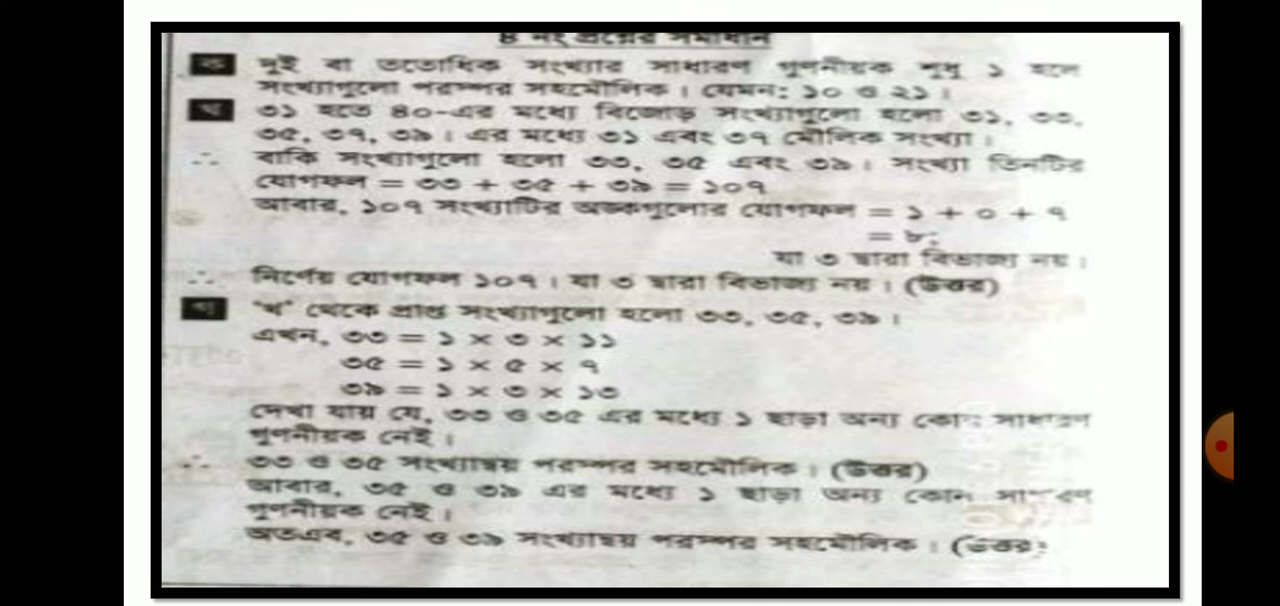 ৪ নং প্রশ্নের সমাধান
ক দুই বা ততোধিক সংখ্যার সাধারণ গুণনীয়ক শুধু ১ হলে
সংখ্যাগুলো পরস্পর সহমৌলিক। যেমন: ১০ ও ২১।
খ ৩১ হতে ৪০-এর মধ্যে বিজোড় সংখ্যাগুলো হলো ৩১, ৩৩,
৩৫, ৩৭, ৩৯। এর মধ্যে ৩১ এবং ৩৭ মৌলিক সংখ্যা।
∴ বাকি সংখ্যাগুলো হলো ৩৩, ৩৫ এবং ৩৯। সংখ্যা তিনটির
যোগফল = ৩৩ + ৩৫ + ৩৯ = ১০৭
আবার, ১০৭ সংখ্যাটির অঙ্কগুলোর যোগফল = ১ + ০ + ৭
= ৮;
যা ৩ দ্বারা বিভাজ্য নয়।
∴ নির্ণেয় যোগফল ১০৭। যা ৩ দ্বারা বিভাজ্য নয়। (উত্তর)
গ 'খ' থেকে প্রাপ্ত সংখ্যাগুলো হলো ৩৩, ৩৫, ৩৯।
এখন, ৩৩ = ১ × ৩ × ১১
৩৫ = ১ × ৫ × ৭
৩৯ = ১ × ৩ × ১৩
দেখা যায় যে, ৩৩ ও ৩৫ এর মধ্যে ১ ছাড়া অন্য কোন সাধারণ
গুণনীয়ক নেই।
∴ ৩৩ ও ৩৫ সংখ্যাদ্বয় পরস্পর সহমৌলিক। (উত্তর)
আবার, ৩৫ ও ৩৯ এর মধ্যে ১ ছাড়া অন্য কোন সাধারণ
গুণনীয়ক নেই।
অতএব, ৩৫ ও ৩৯ সংখ্যাদ্বয় পরস্পর সহমৌলিক। (উত্তর)